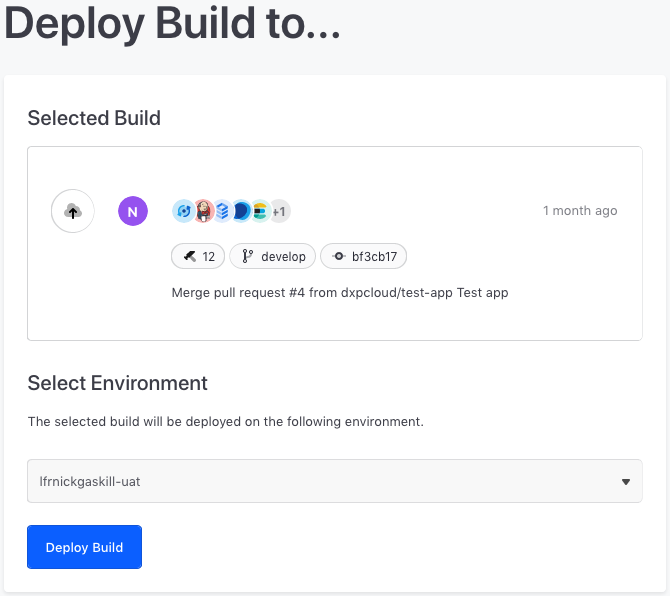 Deploy Build to...
Selected Build
N
+1
1 month ago
12
develop
bf3cb17
Merge pull request #4 from dxpcloud/test-app Test app
Select Environment
The selected build will be deployed on the following environment.
lfrnickgaskill-uat
Deploy Build